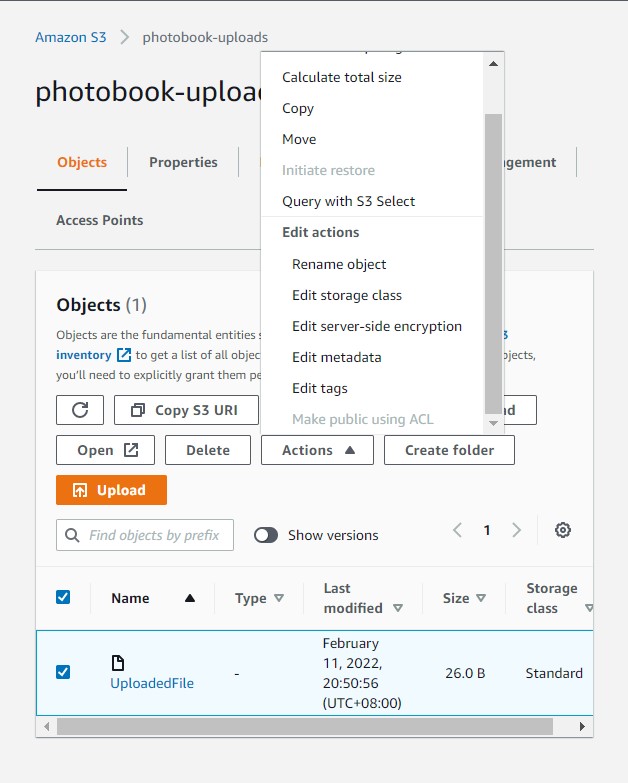 Amazon S3 > photobook-uploads
photobook-upload
Calculate total size
Copy
Move
Initiate restore
Query with S3 Select
Edit actions
Rename object
Edit storage class
Edit server-side encryption
Edit metadata
Edit tags
Make public using ACL
Objects
Properties
gement
Access Points
Objects (1)
Objects are the fundamental entities s
3
inventory to get a list of all objec
ojects,
you'll need to explicitly grant them pe
Copy S3 URI
d
Open
Delete
Actions
Create folder
Upload
Find objects by prefix
Show versions
1
Name
Type
Last
modified
Size
Storage
class
UploadedFile
-
February
11, 2022,
20:50:56
(UTC+08:00)
26.0 B
Standard